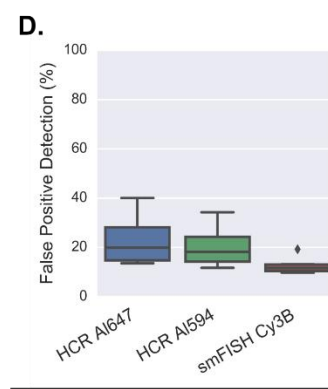 D.
False Positive Detection (%)
100
80
60
40
20
0
HCR Al647
HCR Al594
smFISH Cy3B